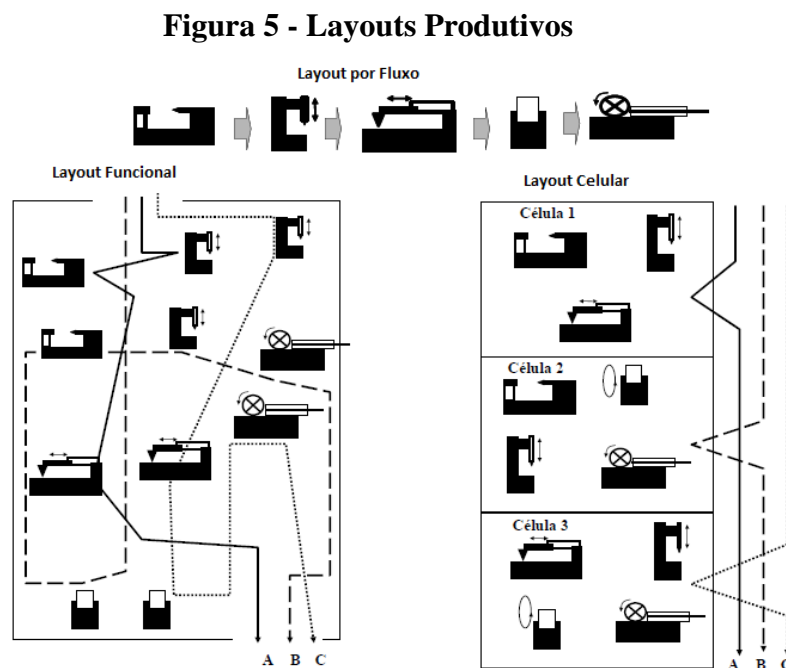 Figura 5 - Layouts Produtivos
Layout por Fluxo
Layout Funcional
A B C
Layout Celular
Célula 1
Célula 2
Célula 3
A B C